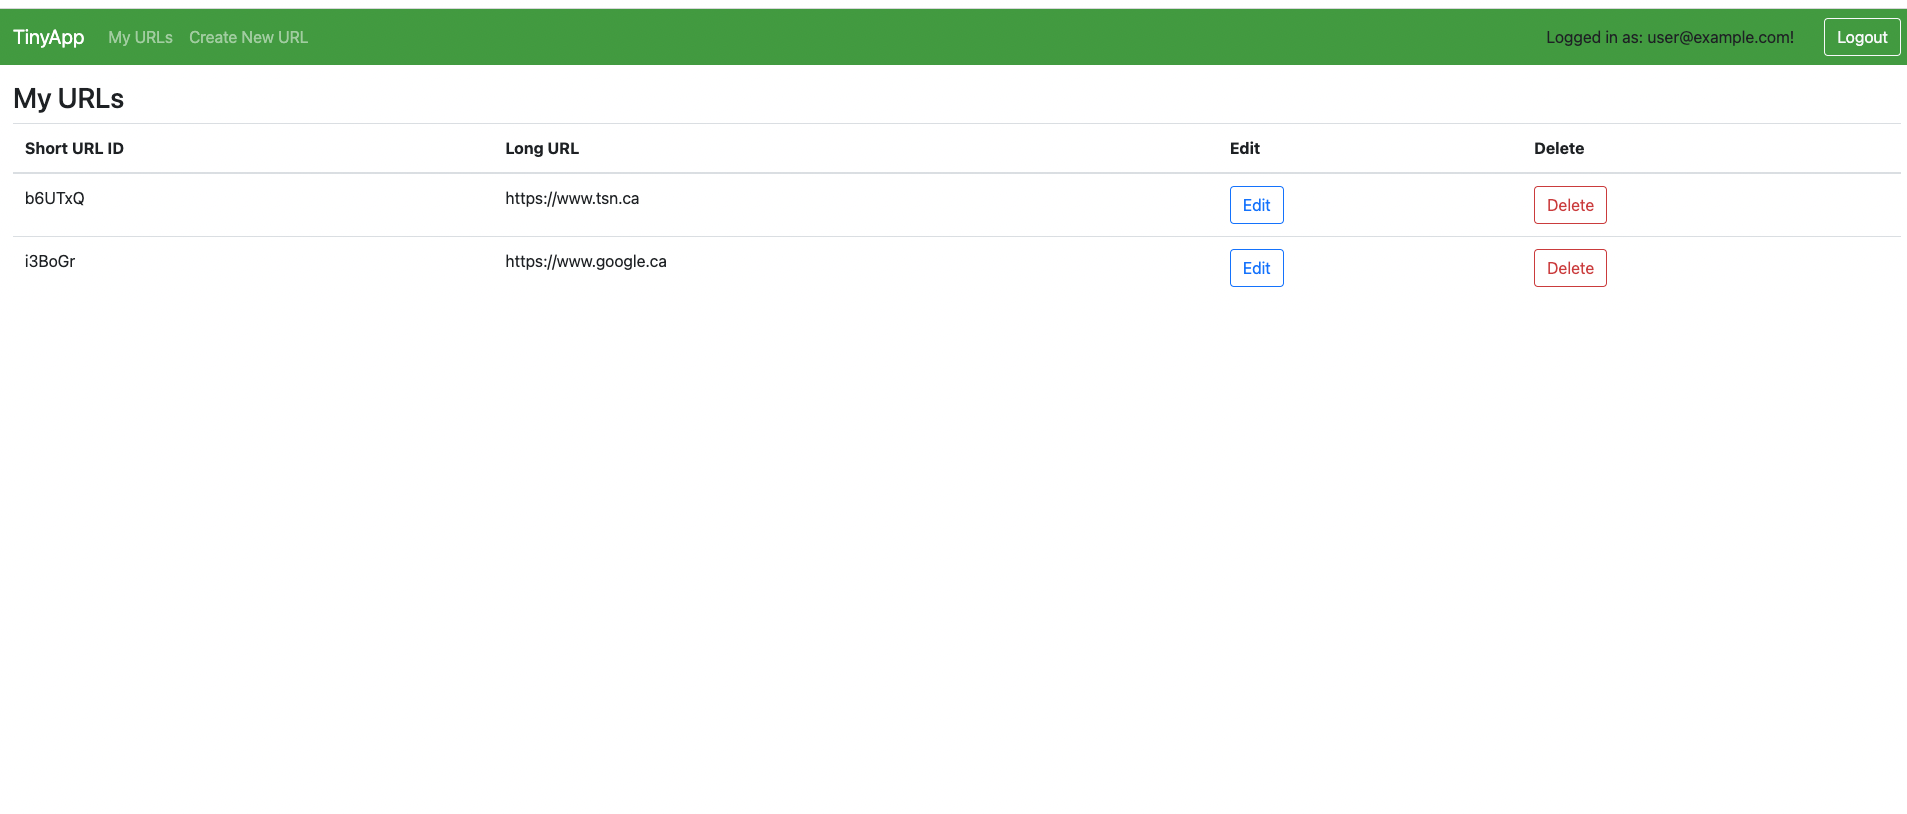 TinyApp My URLs Create New URL Logged in as: user@example.com! Logout
My URLs
Short URL ID Long URL Edit Delete
b6UTxQ https://www.tsn.ca Edit Delete
i3BoGr https://www.google.ca Edit Delete